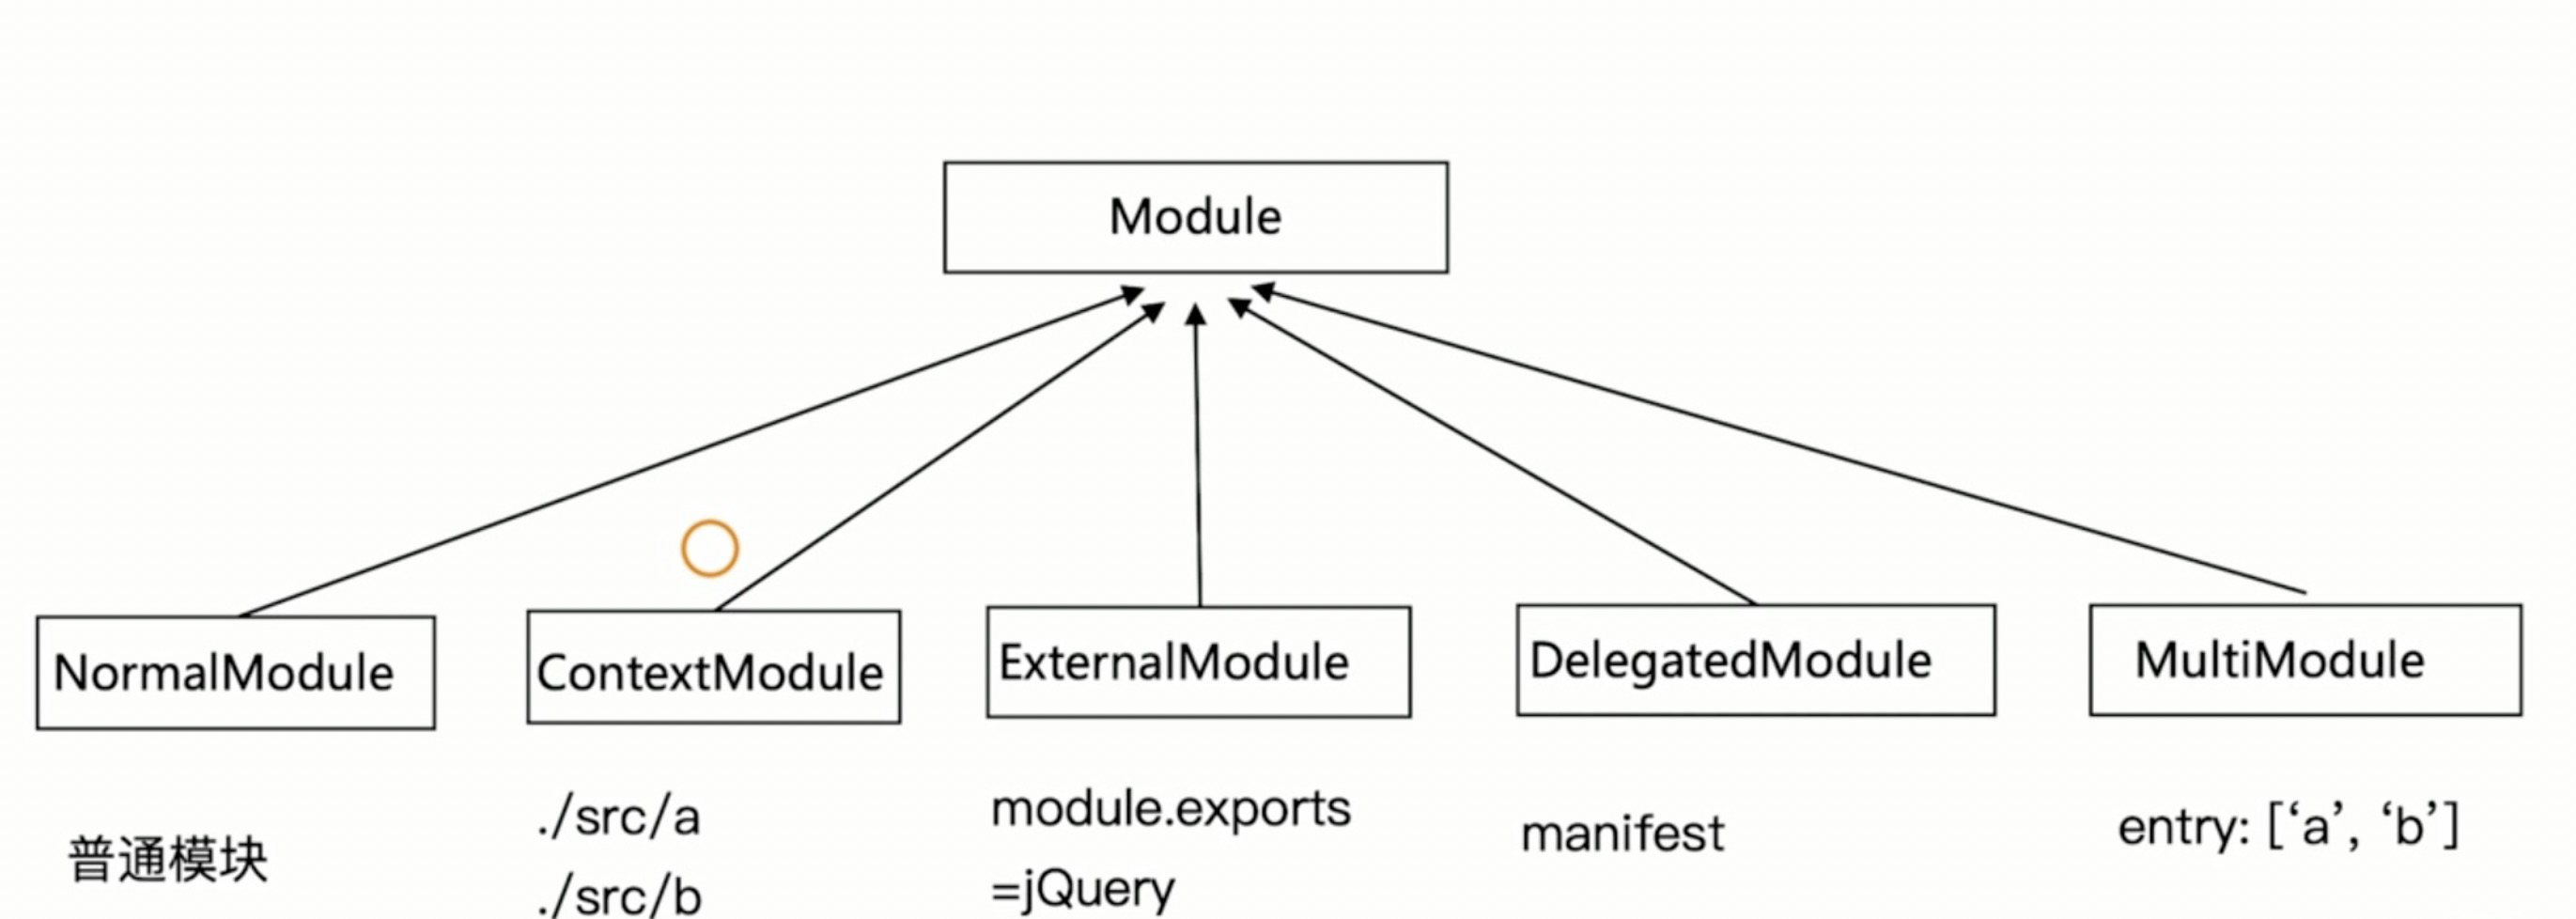 Module
NormalModule
ContextModule
ExternalModule
DelegatedModule
MultiModule
普通模块
./src/a
./src/b
module.exports
=jQuery
manifest
entry: [‘a’, ‘b’]